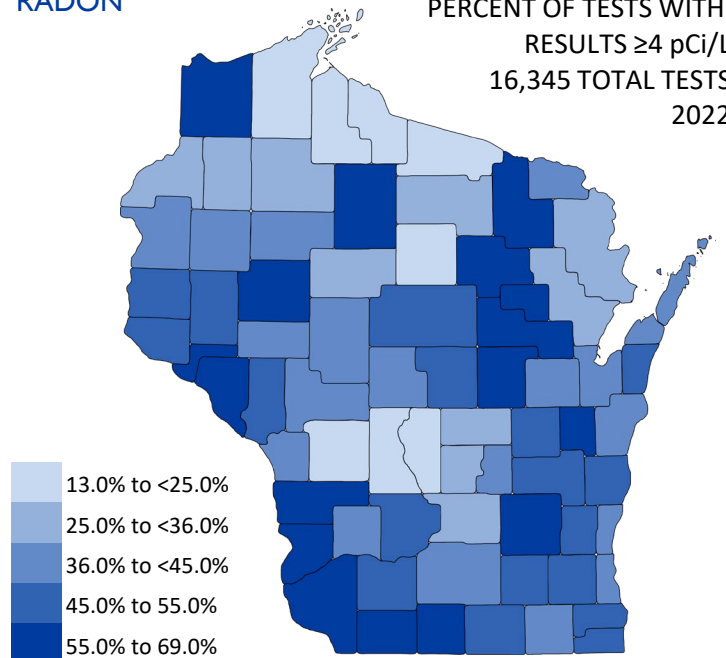 RADON
PERCENT OF TESTS WITH
RESULTS ≥4 pCi/L
16,345 TOTAL TESTS
2022
13.0% to <25.0%
25.0% to <36.0%
36.0% to <45.0%
45.0% to 55.0%
55.0% to 69.0%